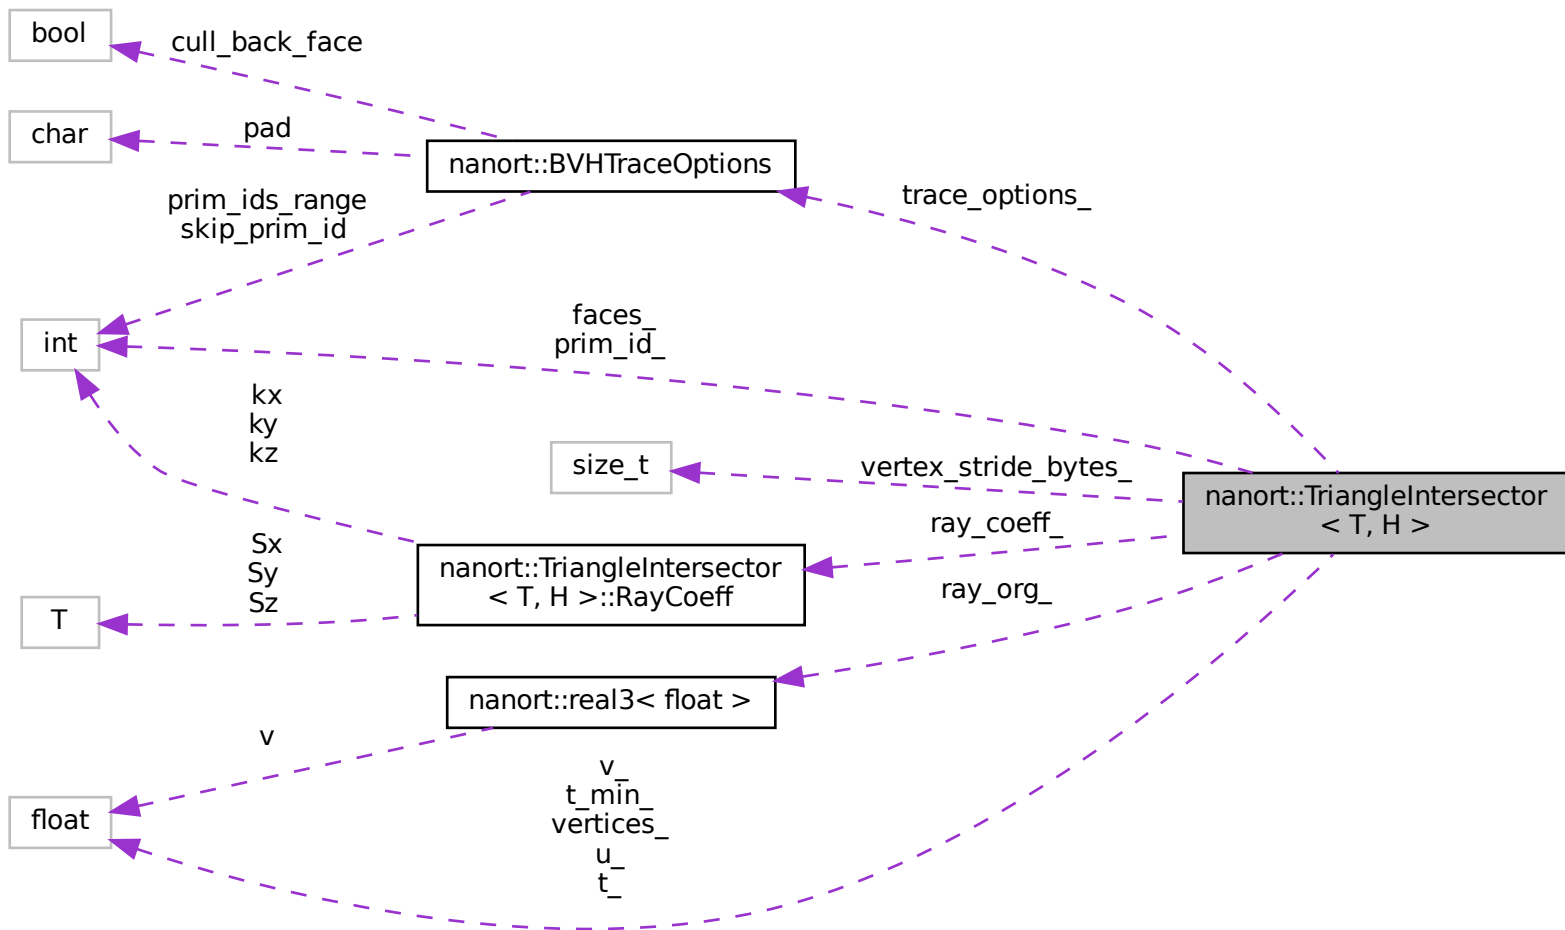 bool
cull_back_face
char
pad
nanort::BVHTraceOptions
prim_ids_range
skip_prim_id
trace_options_
int
faces_
prim_id_
kx
ky
kz
size_t
vertex_stride_bytes_
nanort::TriangleIntersector
< T, H >
ray_coeff_
Sx
Sy
Sz
nanort::TriangleIntersector
< T, H >::RayCoeff
ray_org_
T
nanort::real3< float >
v
v_
t_min_
vertices_
u_
t_
float